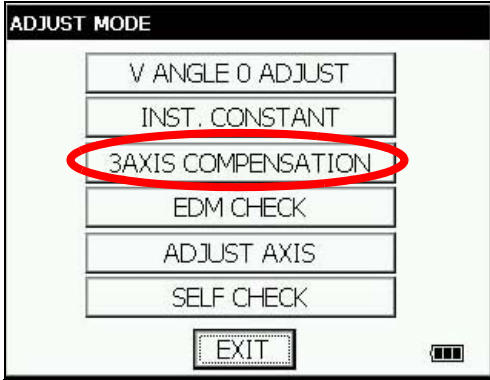 ADJUST MODE
V ANGLE 0 ADJUST
INST. CONSTANT
3AXIS COMPENSATION
EDM CHECK
ADJUST AXIS
SELF CHECK
EXIT